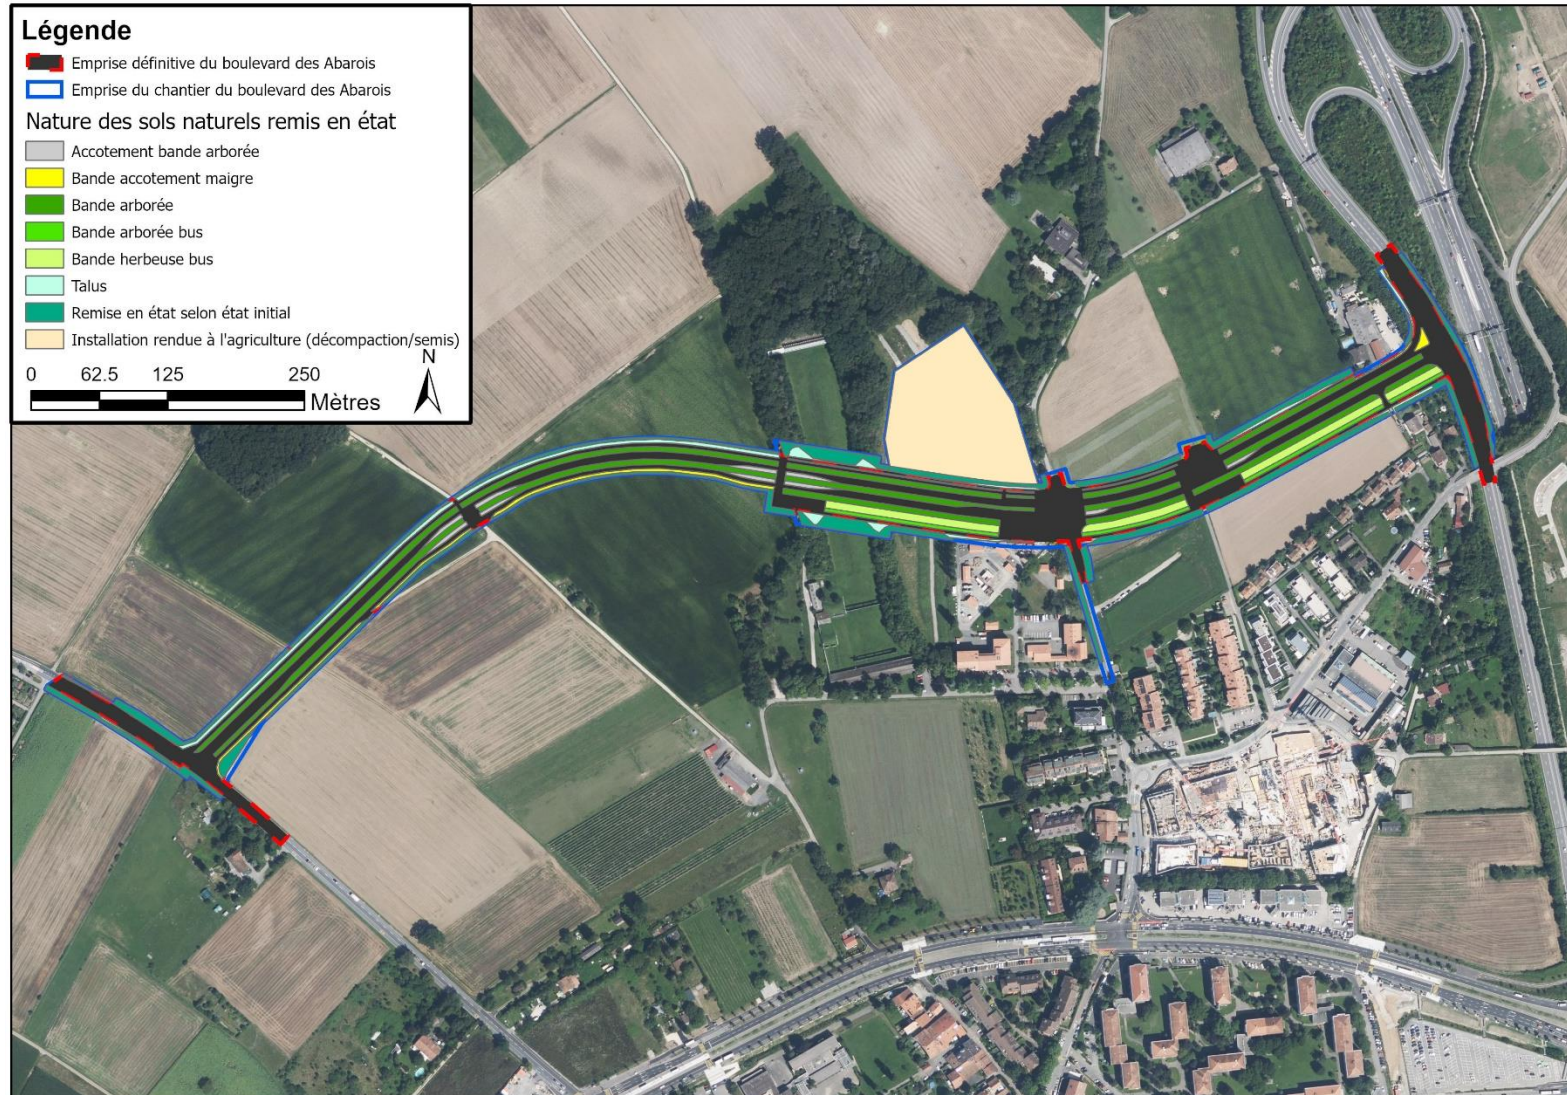 Légende
Emprise définitive du boulevard des Abarois
Emprise du chantier du boulevard des Abarois
Nature des sols naturels remis en état
Accotement bande arborée
Bande accotement maigre
Bande arborée
Bande arborée bus
Bande herbeuse bus
Talus
Remise en état selon état initial
Installation rendue à l'agriculture (décompaction/semis)
N
0 62.5 125 250
Mètres